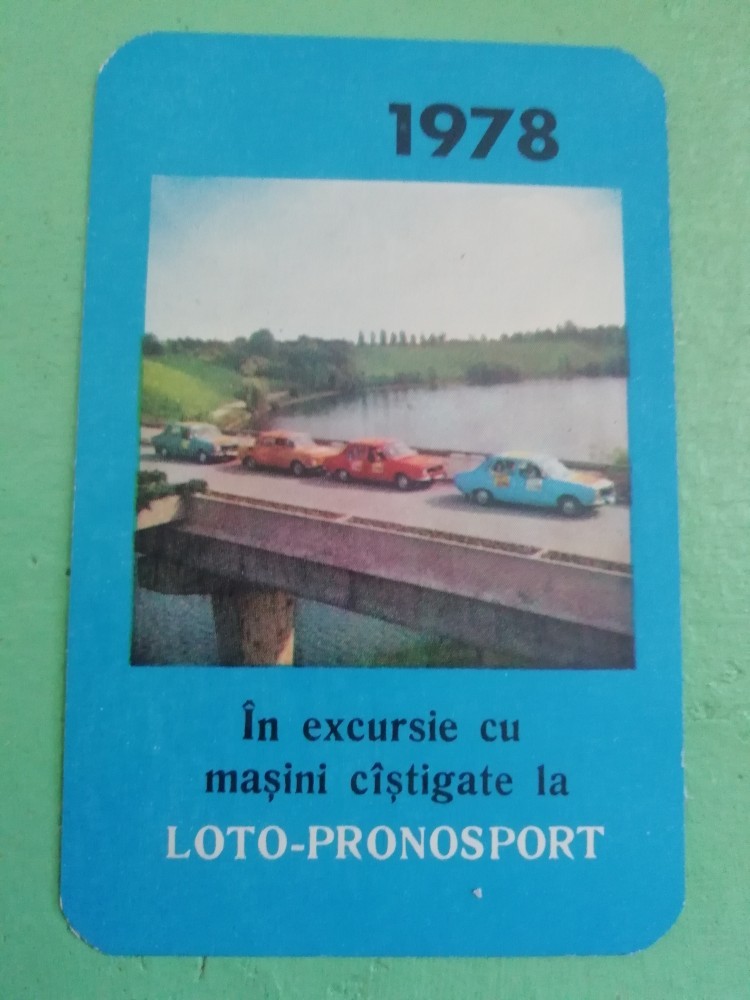 1978
În excursie cu
mașini cîștigate la
LOTO-PRONOSPORT